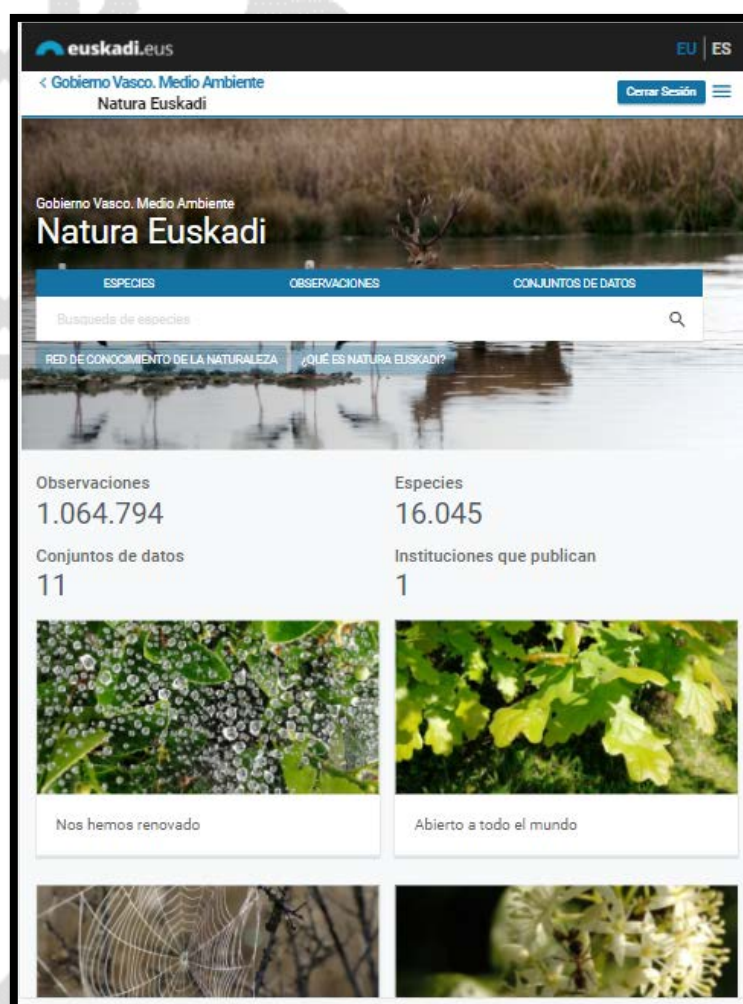 euskadi.eus
EU | ES
< Gobierno Vasco. Medio Ambiente
Natura Euskadi
Cerrar Sesión
Gobierno Vasco. Medio Ambiente
Natura Euskadi
ESPECIES OBSERVACIONES CONJUNTOS DE DATOS
Busqueda de especies
RED DE CONOCIMIENTO DE LA NATURALEZA ¿QUÉ ES NATURA EUSKADI?
Observaciones
1.064.794
Especies
16.045
Conjuntos de datos
11
Instituciones que publican
1
Nos hemos renovado
Abierto a todo el mundo